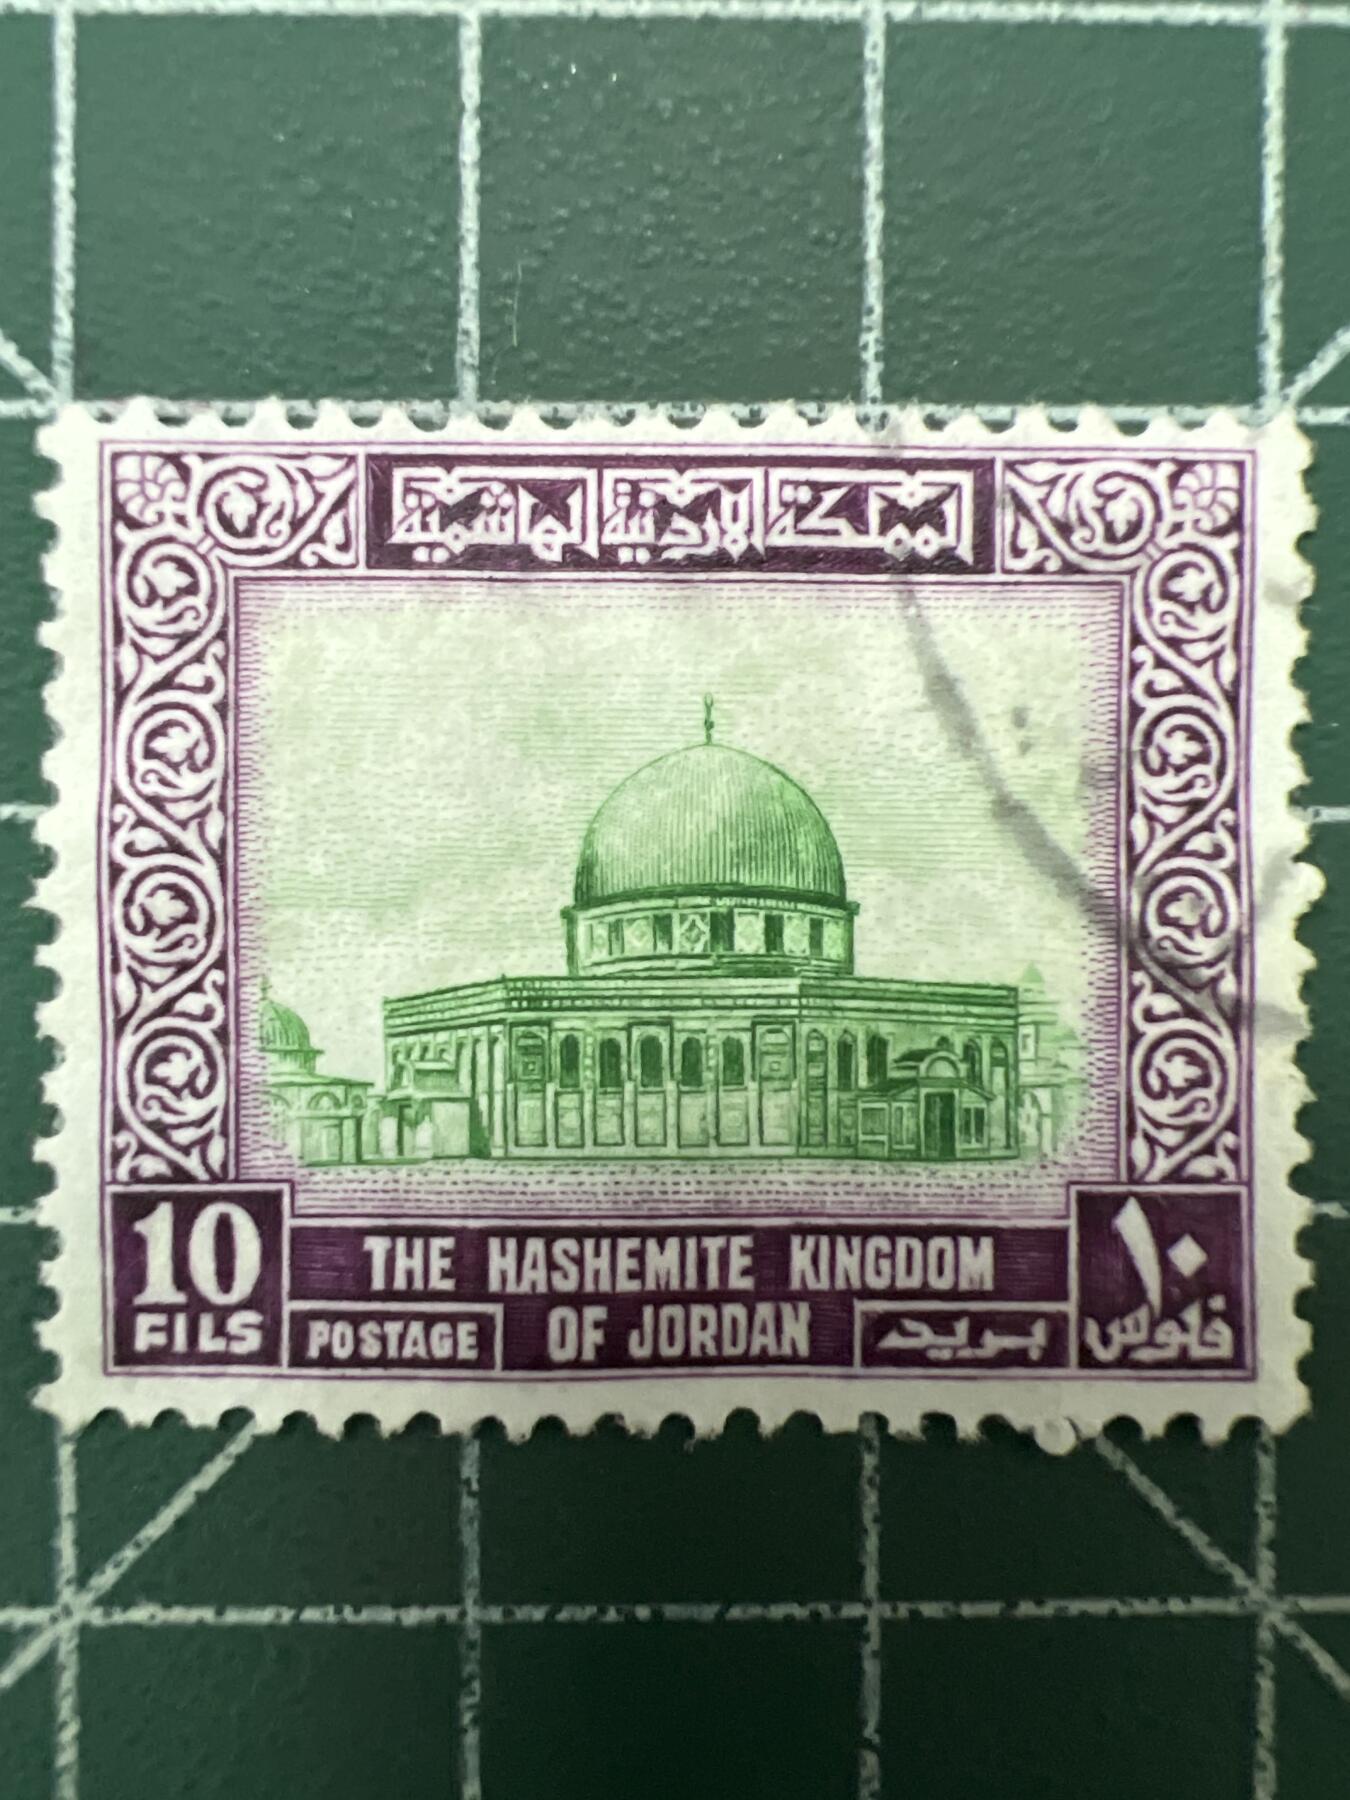 المملكة الأردنية الهاشمية
10
FILS
THE HASHEMITE KINGDOM
OF JORDAN
POSTAGE
بريد
١٠
فلوس